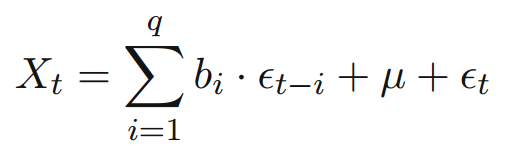 X_t = \sum_{i=1}^{q} b_i \cdot \epsilon_{t-i} + \mu + \epsilon_t